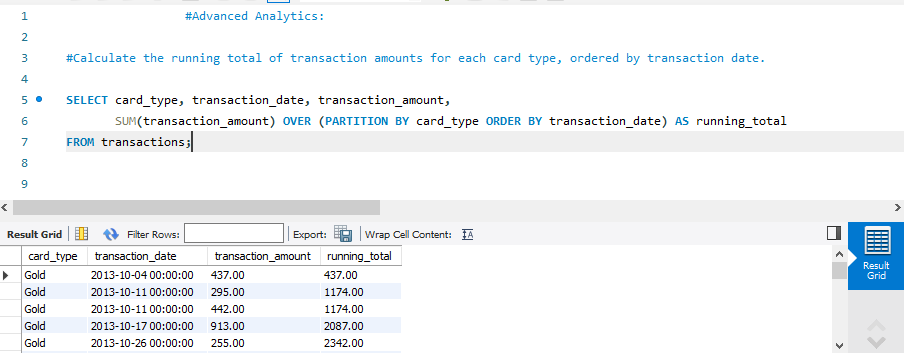 1 #Advanced Analytics:
2
3 #Calculate the running total of transaction amounts for each card type, ordered by transaction date.
4
5 SELECT card_type, transaction_date, transaction_amount,
6 SUM(transaction_amount) OVER (PARTITION BY card_type ORDER BY transaction_date) AS running_total
7 FROM transactions;
8
9
Result Grid Filter Rows: Export: Wrap Cell Content: IA
card_type transaction_date transaction_amount running_total
Gold 2013-10-04 00:00:00 437.00 437.00
Gold 2013-10-11 00:00:00 295.00 1174.00
Gold 2013-10-11 00:00:00 442.00 1174.00
Gold 2013-10-17 00:00:00 913.00 2087.00
Gold 2013-10-26 00:00:00 255.00 2342.00
Result
Grid